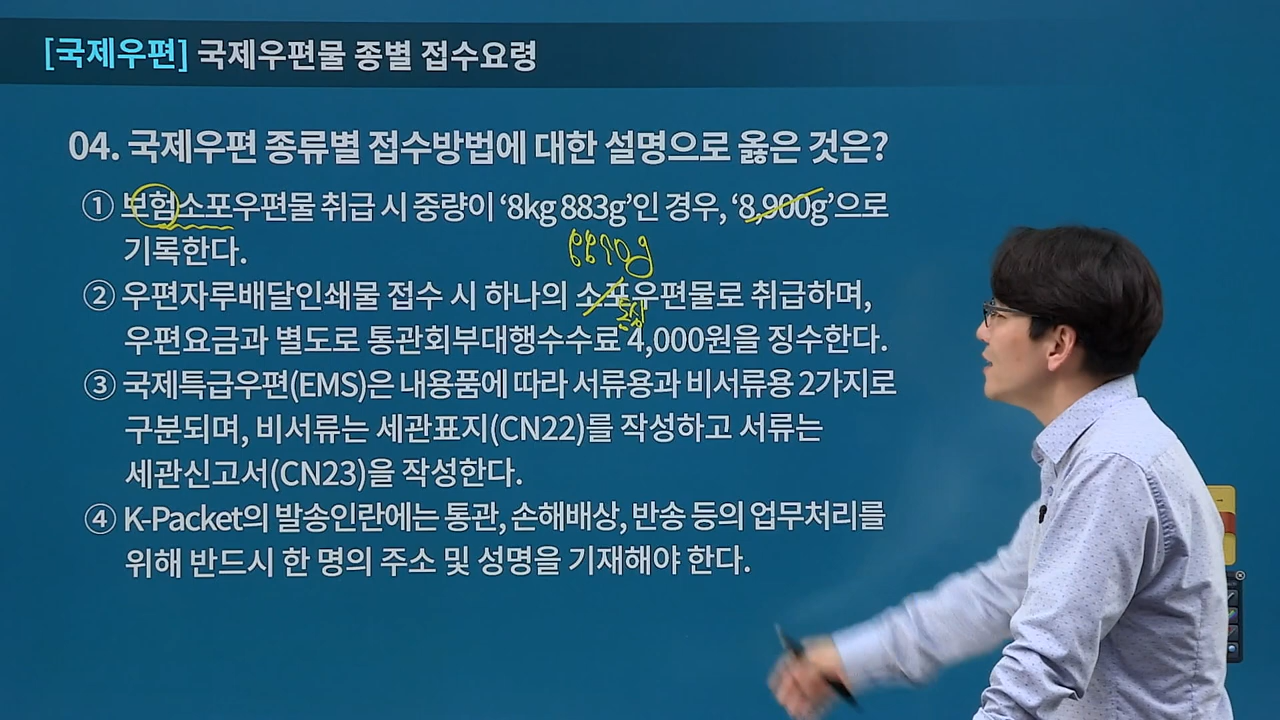 [국제우편] 국제우편물 종별 접수요령
04. 국제우편 종류별 접수방법에 대한 설명으로 옳은 것은?
① 보험소포우편물 취급 시 중량이 ‘8kg 883g’인 경우, ‘8,900g’으로
기록한다.
8890g
② 우편자루배달인쇄물 접수 시 하나의 소포우편물로 취급하며,
통상
우편요금과 별도로 통관회부대행수수료 4,000원을 징수한다.
③ 국제특급우편(EMS)은 내용품에 따라 서류용과 비서류용 2가지로
구분되며, 비서류는 세관표지(CN22)를 작성하고 서류는
세관신고서(CN23)을 작성한다.
④ K-Packet의 발송인란에는 통관, 손해배상, 반송 등의 업무처리를
위해 반드시 한 명의 주소 및 성명을 기재해야 한다.